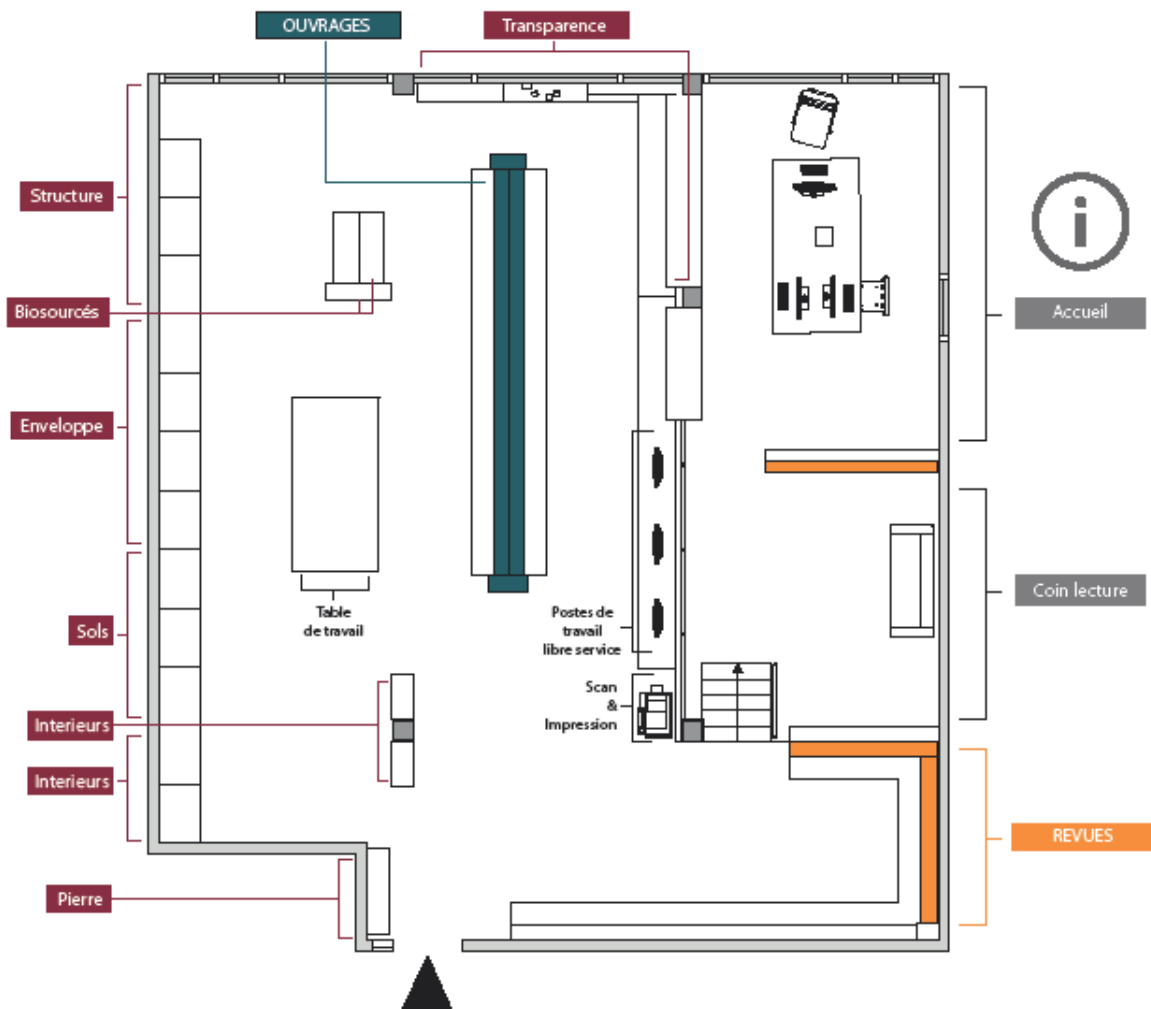 OUVRAGES
Transparence
Structure
Biosourcés
Accueil
Enveloppe
Coin lecture
Table
de travail
Postes de
travail
libre service
Sols
Scan
&
Impression
Interieurs
Interieurs
REVUES
Pierre